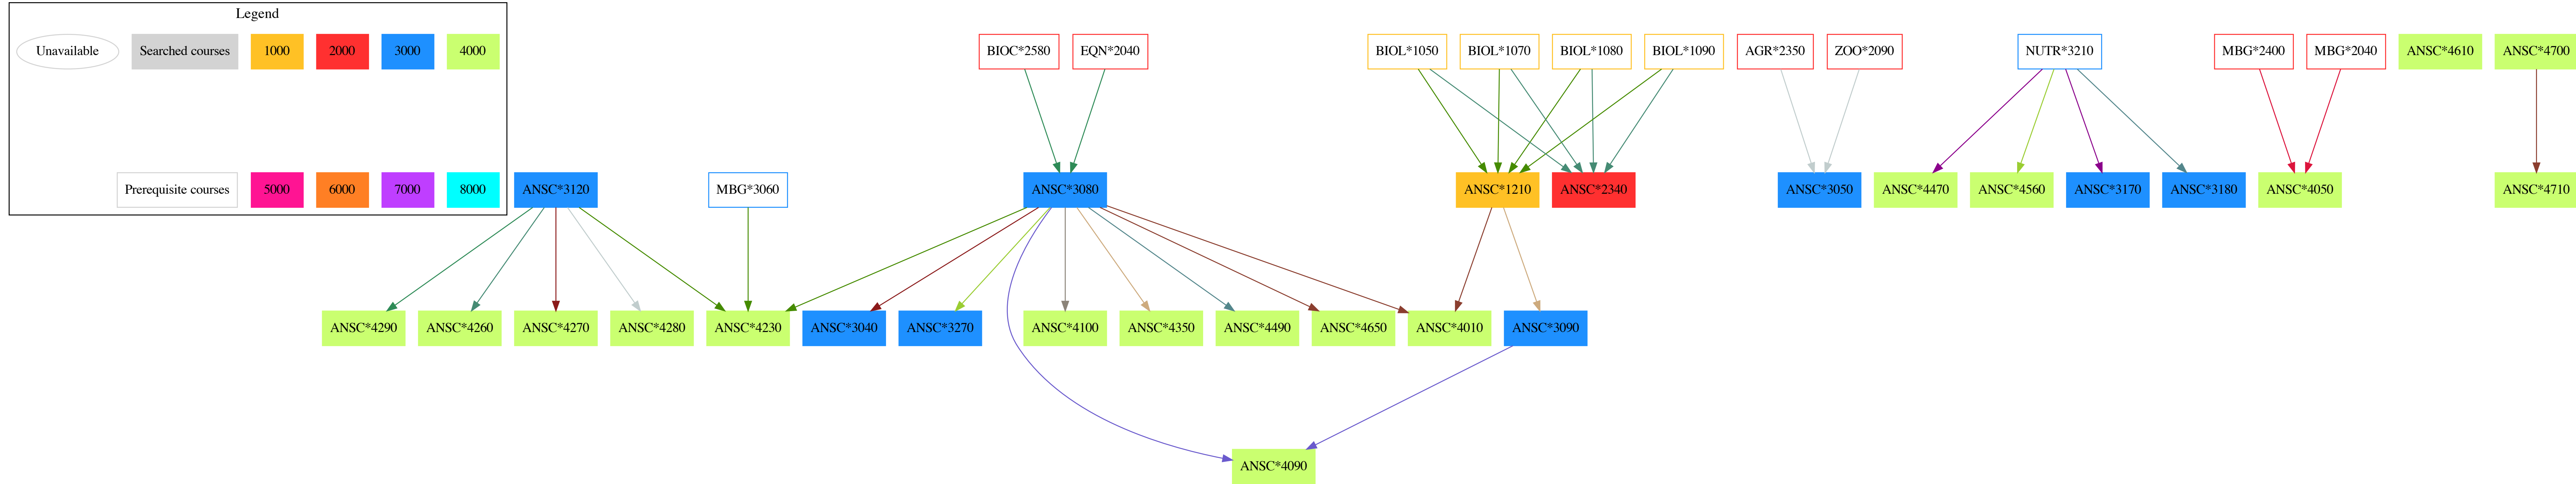 Legend
Unavailable
Searched courses
1000
2000
3000
4000
Prerequisite courses
5000
6000
7000
8000
BIOC*2580
EQN*2040
BIOL*1050
BIOL*1070
BIOL*1080
BIOL*1090
AGR*2350
ZOO*2090
NUTR*3210
MBG*2400
MBG*2040
ANSC*4610
ANSC*4700
ANSC*3120
MBG*3060
ANSC*3080
ANSC*1210
ANSC*2340
ANSC*3050
ANSC*4470
ANSC*4560
ANSC*3170
ANSC*3180
ANSC*4050
ANSC*4710
ANSC*4290
ANSC*4260
ANSC*4270
ANSC*4280
ANSC*4230
ANSC*3040
ANSC*3270
ANSC*4100
ANSC*4350
ANSC*4490
ANSC*4650
ANSC*4010
ANSC*3090
ANSC*4090